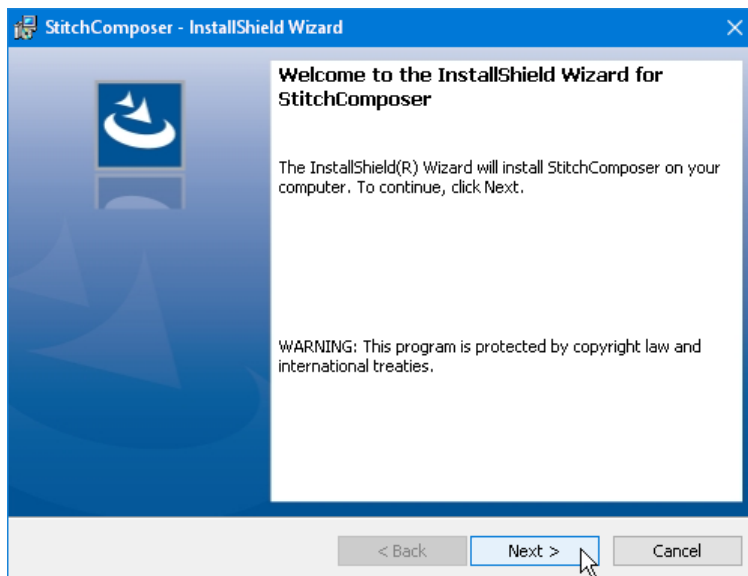 StitchComposer - InstallShield Wizard
Welcome to the InstallShield Wizard for
StitchComposer
The InstallShield(R) Wizard will install StitchComposer on your
computer. To continue, click Next.
WARNING: This program is protected by copyright law and
international treaties.
< Back
Next >
Cancel